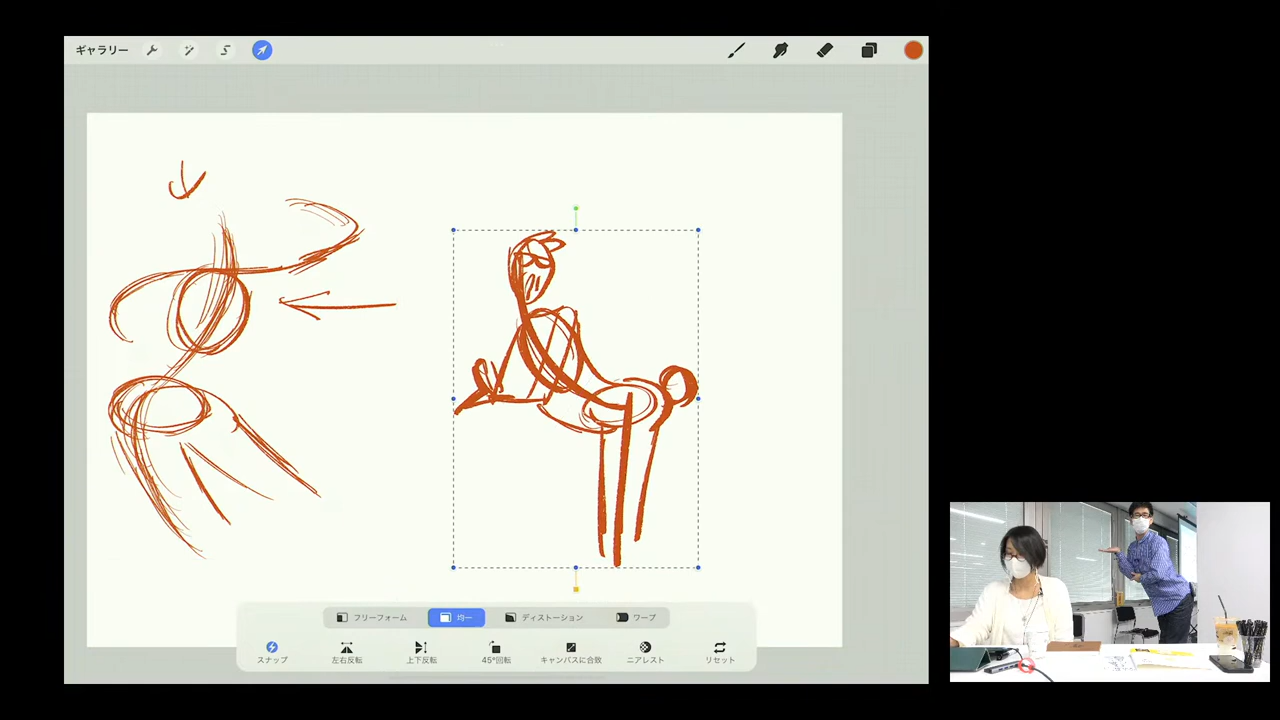 ギャラリー
フリーフォーム 均一 ディストーション ワープ
スナップ 左右反転 上下反転 45°回転 キャンバスに合致 ニアレスト リセット